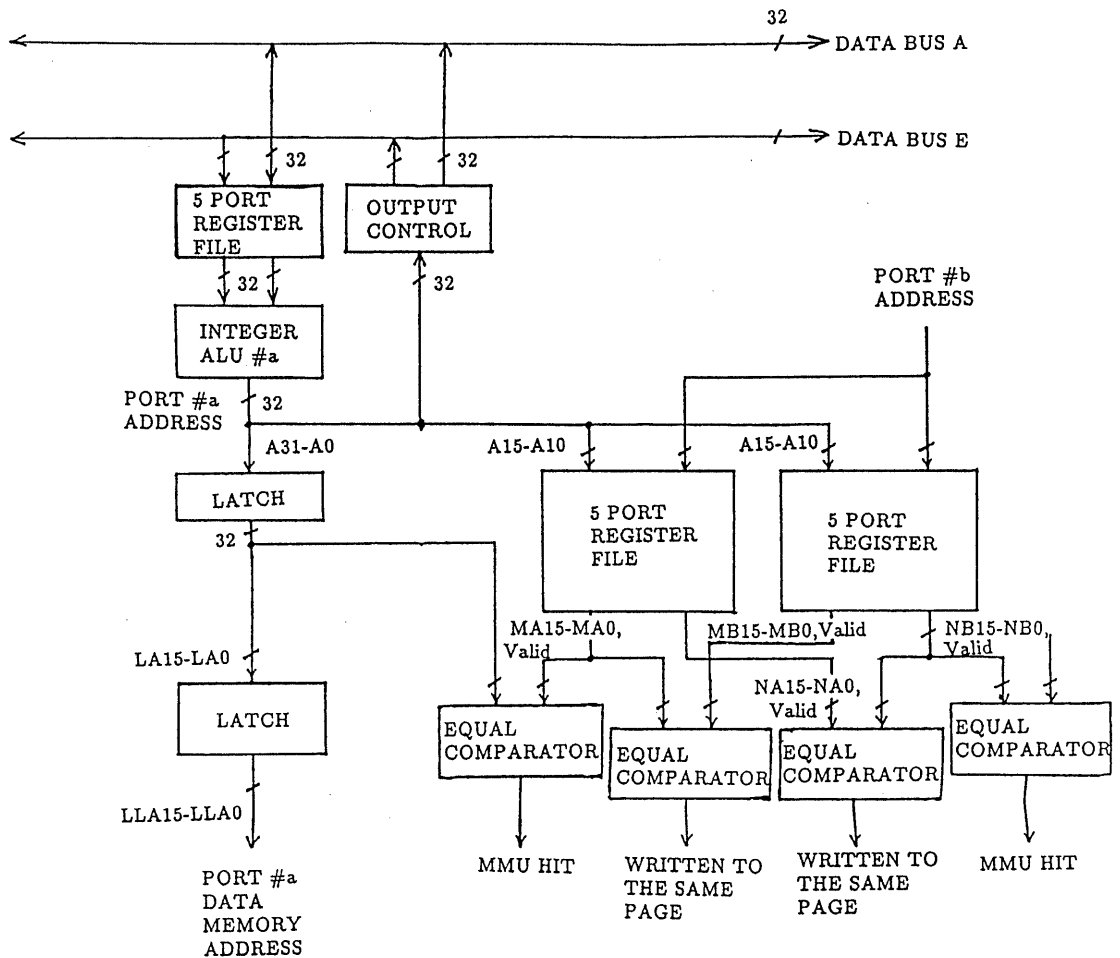 32
DATA BUS A
DATA BUS E
32
32
5 PORT
REGISTER
FILE
OUTPUT
CONTROL
32
32
PORT #b
ADDRESS
INTEGER
ALU #a
PORT #a
ADDRESS
32
A31-A0
A15-A10
A15-A10
LATCH
32
5 PORT
REGISTER
FILE
5 PORT
REGISTER
FILE
MA15-MA0,
Valid
MB15-MB0,Valid
NB15-NB0,
Valid
LA15-LA0
NA15-NA0,
Valid
LATCH
EQUAL
COMPARATOR
EQUAL
COMPARATOR
EQUAL
COMPARATOR
EQUAL
COMPARATOR
LLA15-LLA0
MMU HIT
WRITTEN TO
THE SAME
PAGE
WRITTEN TO
THE SAME
PAGE
MMU HIT
PORT #a
DATA
MEMORY
ADDRESS